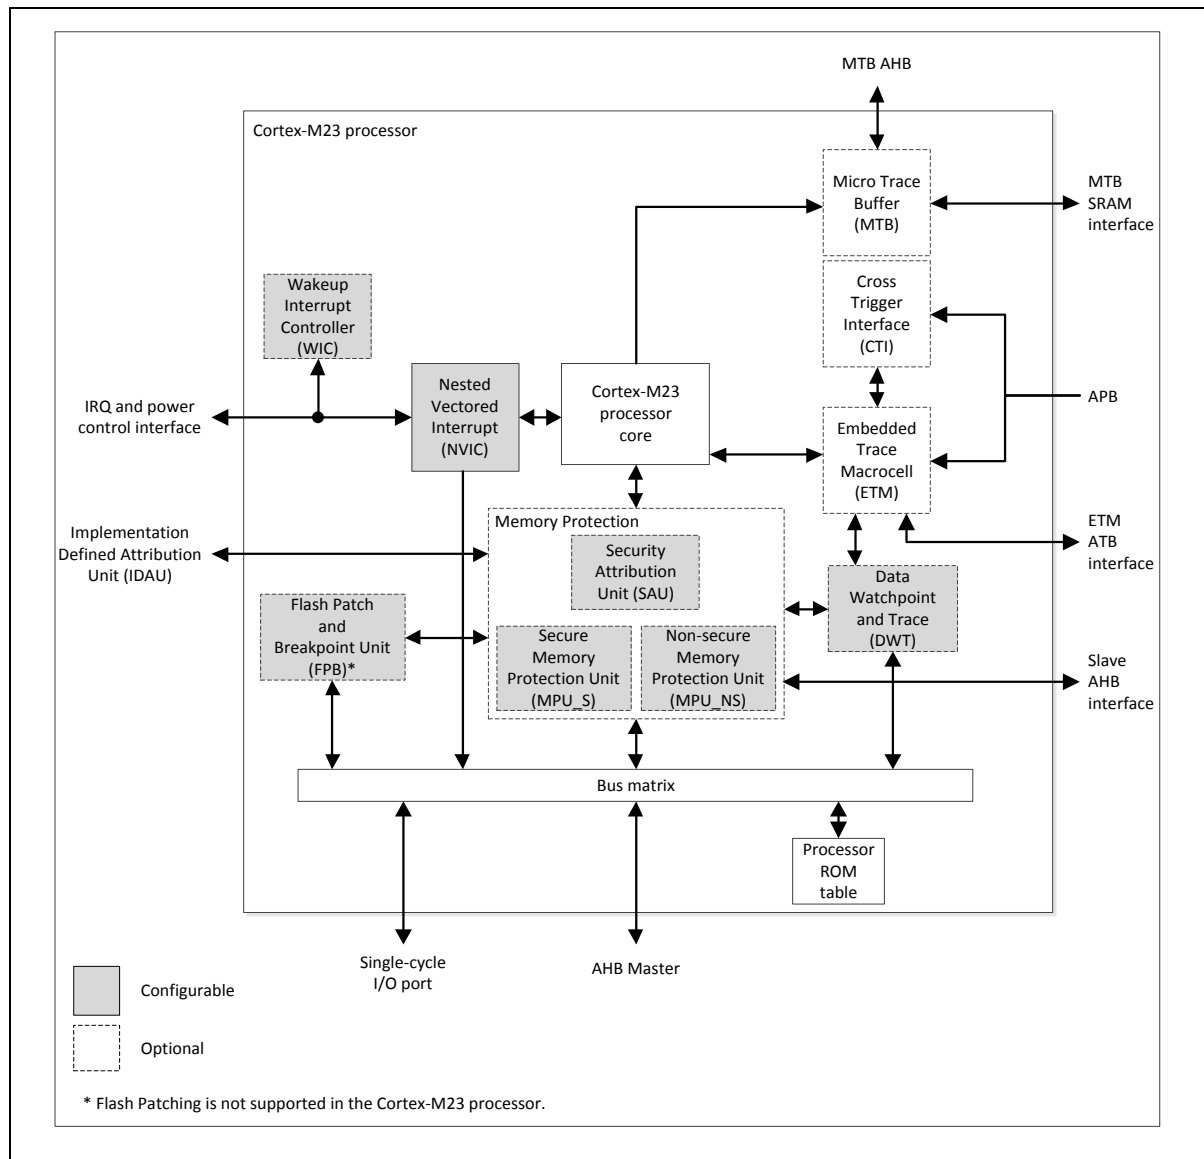 MTB AHB
Cortex-M23 processor
Micro Trace
Buffer
(MTB)
MTB
SRAM
interface
Wakeup
Interrupt
Controller
(WIC)
Cross
Trigger
Interface
(CTI)
IRQ and power
control interface
Nested
Vectored
Interrupt
(NVIC)
Cortex-M23
processor
core
APB
Embedded
Trace
Macrocell
(ETM)
Implementation
Defined Attribution
Unit (IDAU)
Memory Protection
Security
Attribution
Unit (SAU)
ETM
ATB
interface
Flash Patch
and
Breakpoint Unit
(FPB)*
Secure
Memory
Protection Unit
(MPU_S)
Non-secure
Memory
Protection Unit
(MPU_NS)
Data
Watchpoint
and Trace
(DWT)
Slave
AHB
interface
Bus matrix
Processor
ROM
table
Single-cycle
I/O port
AHB Master
Configurable
Optional
* Flash Patching is not supported in the Cortex-M23 processor.